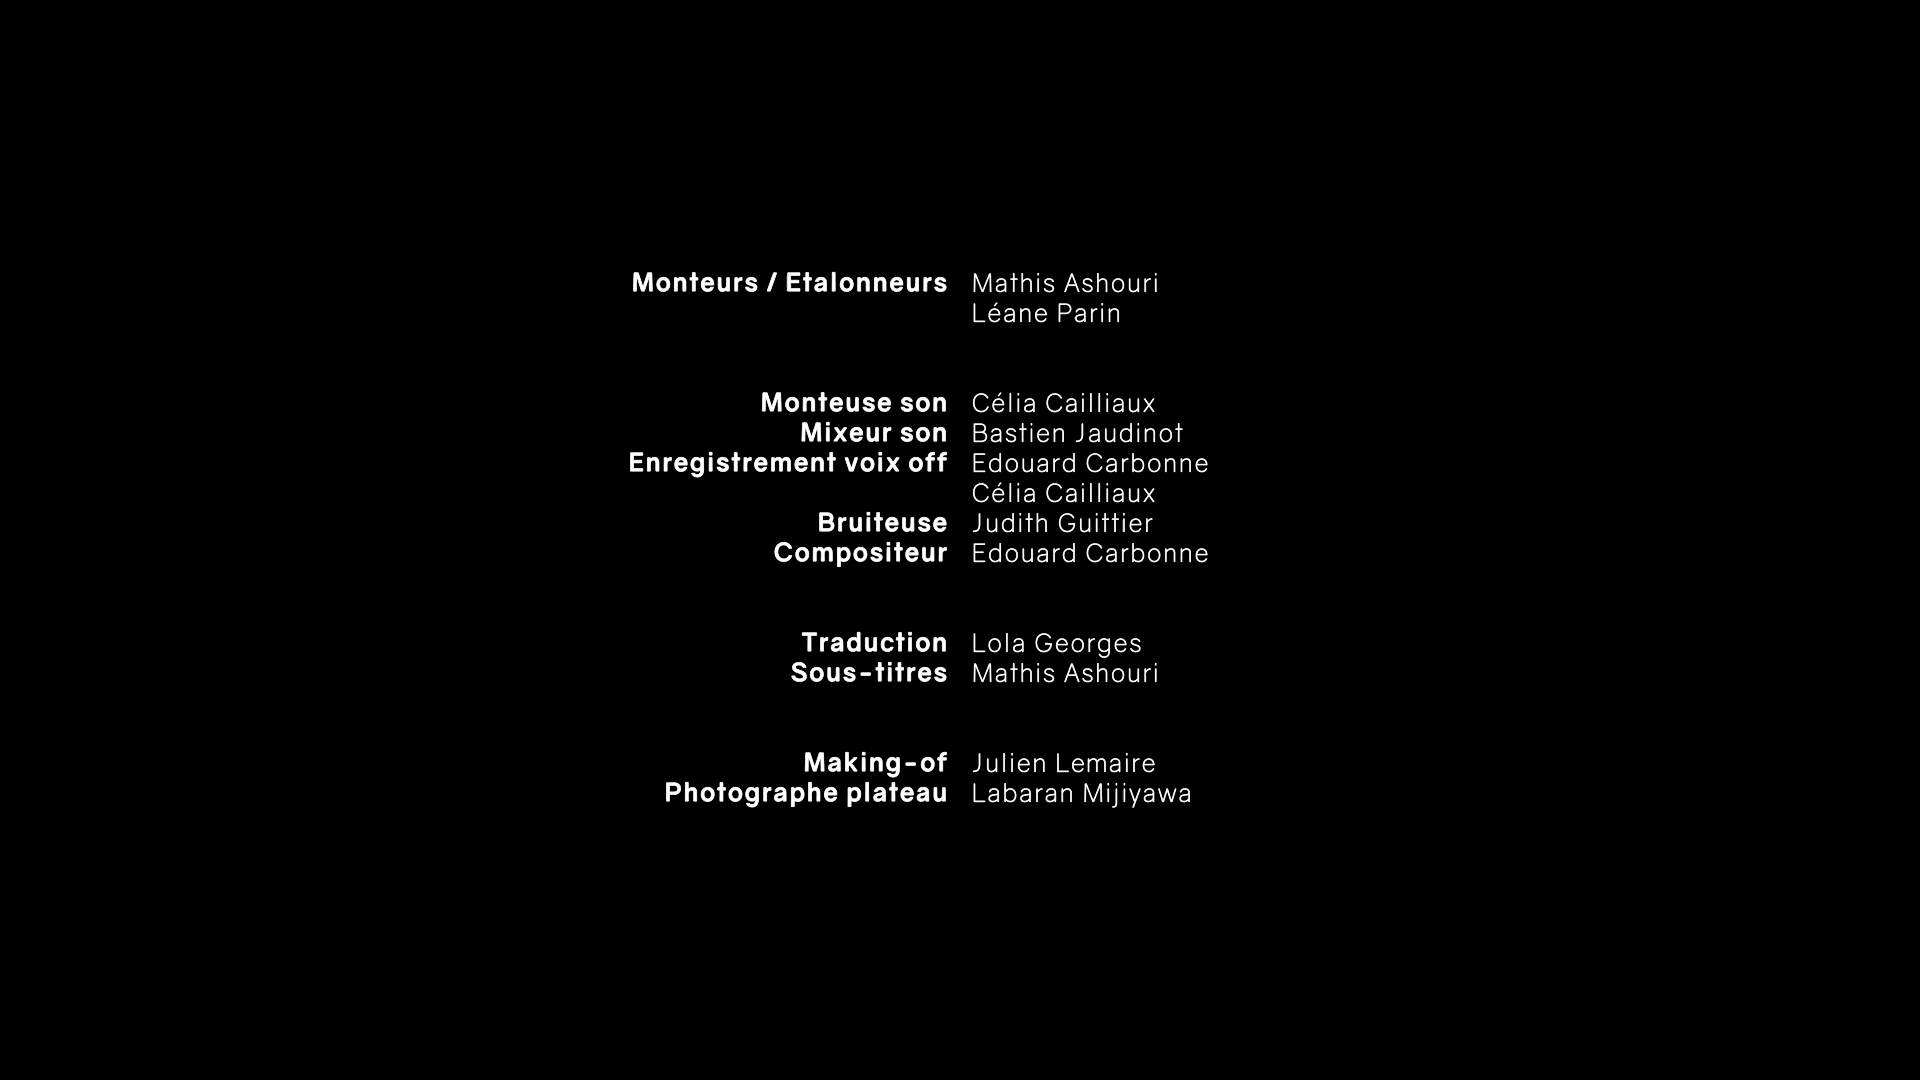 Monteurs / Etalonneurs Mathis Ashouri
Léane Parin
Monteuse son Célia Cailliaux
Mixeur son Bastien Jaudinot
Enregistrement voix off Edouard Carbonne
Célia Cailliaux
Bruiteuse Judith Guittier
Compositeur Edouard Carbonne
Traduction Lola Georges
Sous-titres Mathis Ashouri
Making-of Julien Lemaire
Photographe plateau Labaran Mijiyawa